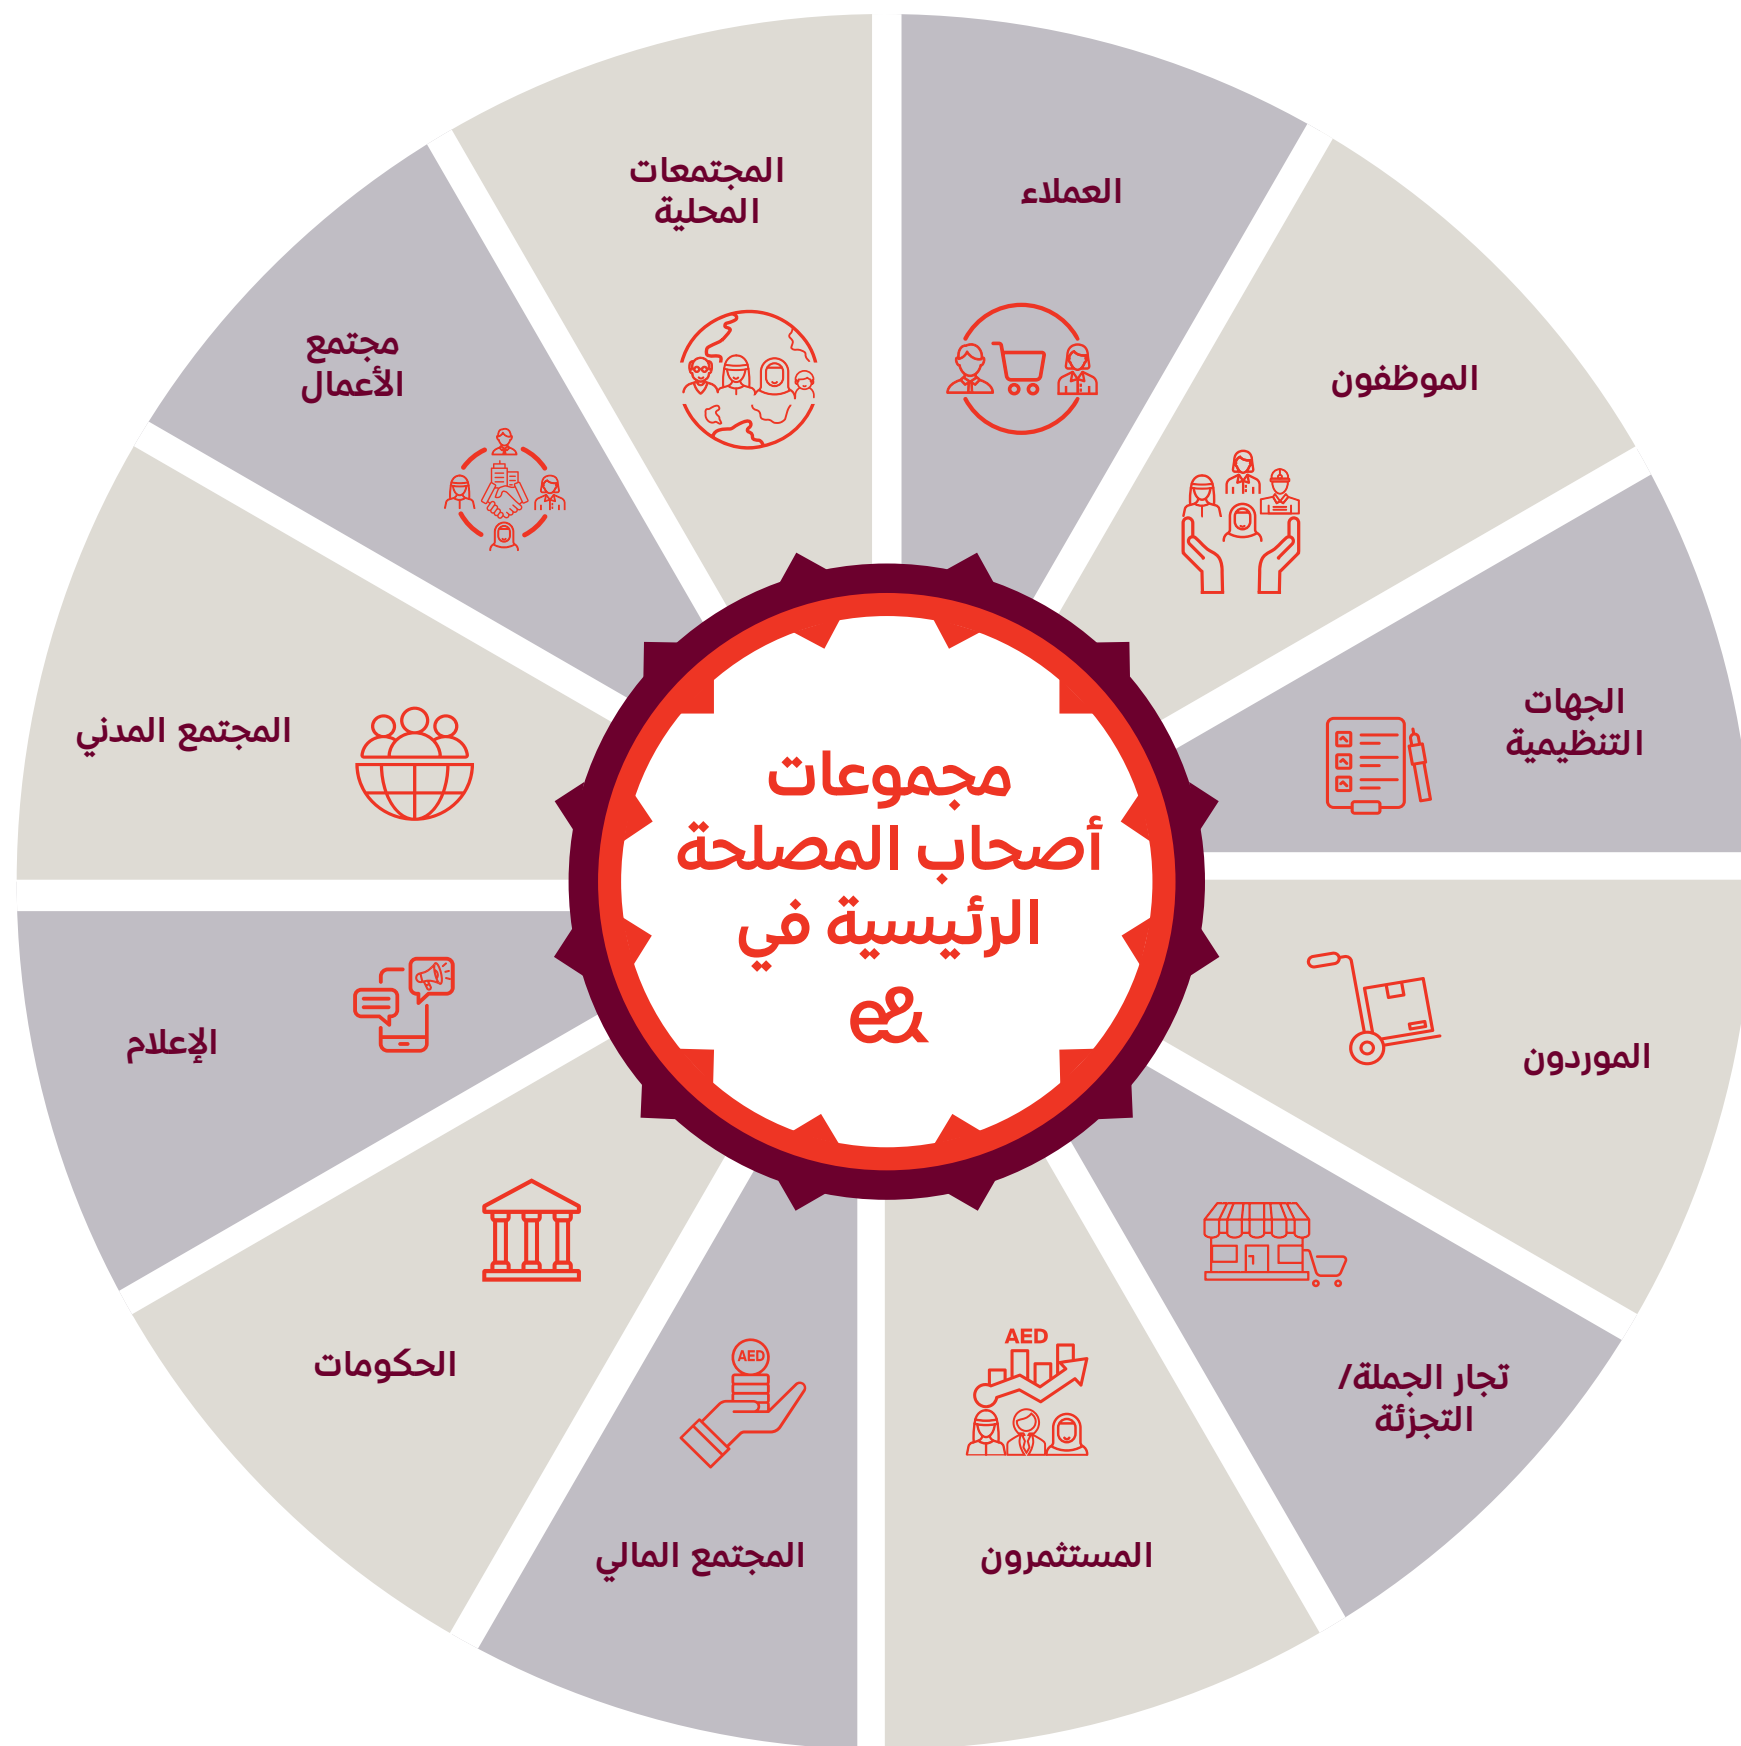 مجموعات
أصحاب المصلحة
الرئيسية في
e&
العملاء
الموظفون
الجهات
التنظيمية
الموردون
تجار الجملة/
التجزئة
AED
المستثمرون
AED
المجتمع المالي
الحكومات
الإعلام
المجتمع المدني
مجتمع
الأعمال
المجتمعات
المحلية